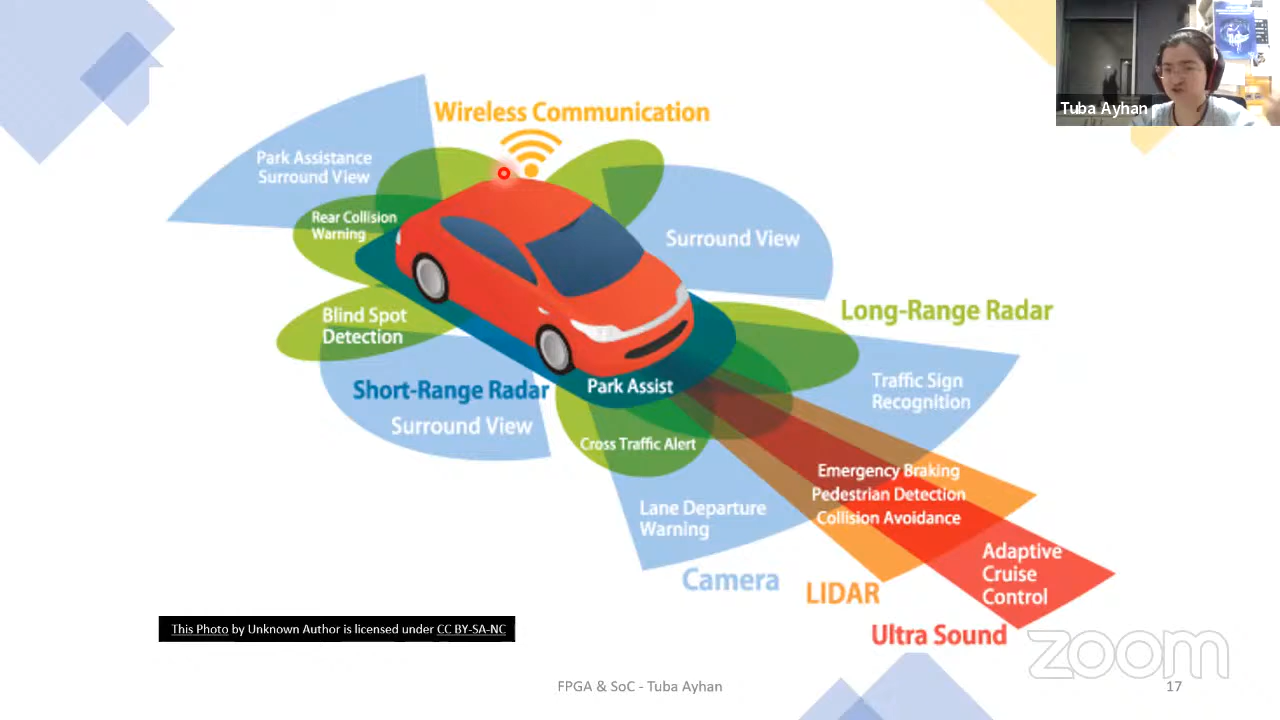 Tuba Ayhan
Wireless Communication
Park Assistance
Surround View
Rear Collision
Warning
Surround View
Blind Spot
Detection
Long-Range Radar
Short-Range Radar
Park Assist
Traffic Sign
Recognition
Surround View
Cross Traffic Alert
Emergency Braking
Pedestrian Detection
Collision Avoidance
Lane Departure
Warning
Adaptive
Cruise
Control
Camera
LIDAR
Ultra Sound
This Photo by Unknown Author is licensed under CC BY-SA-NC
zoom
FPGA & SoC - Tuba Ayhan
17